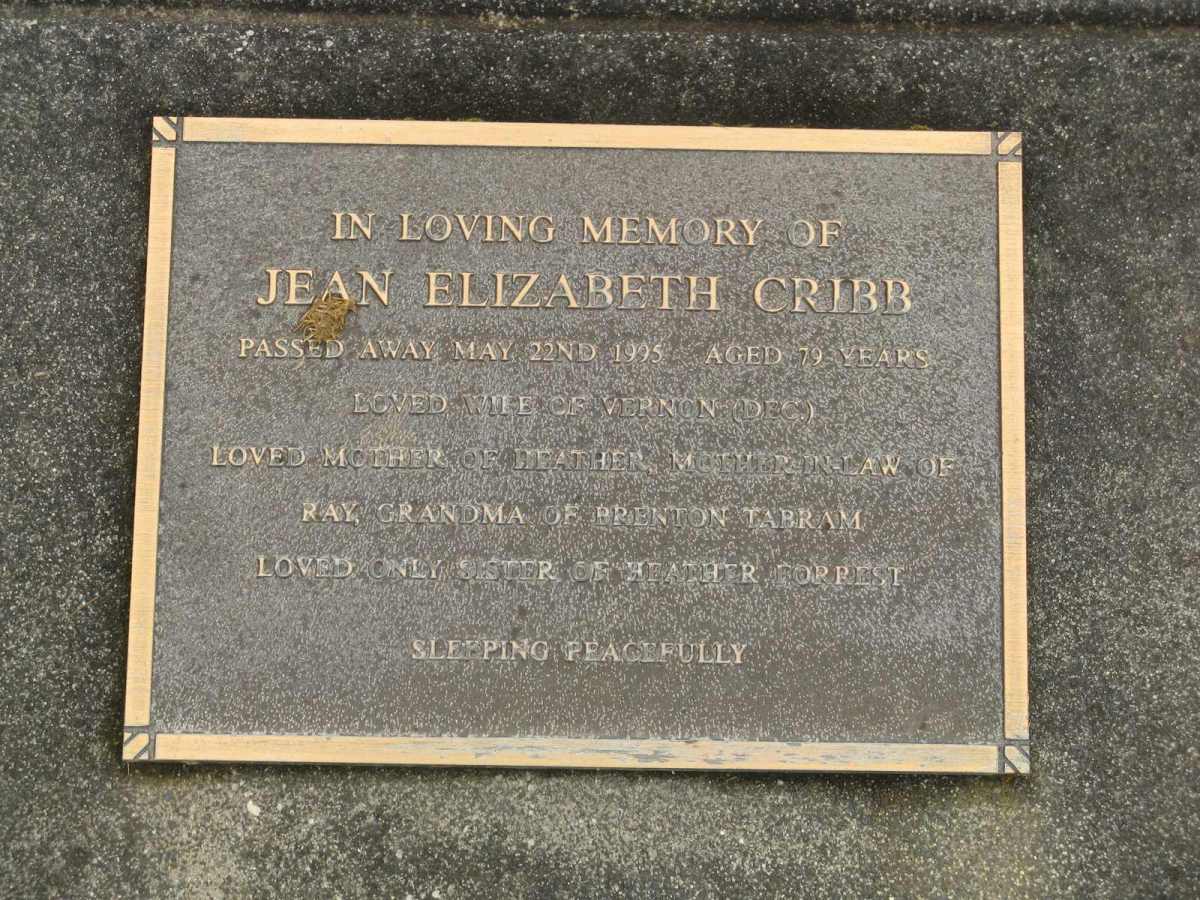 IN LOVING MEMORY OF
JEAN ELIZABETH CRIBB
PASSED AWAY MAY 22ND 1995 AGED 79 YEARS
LOVED WIFE OF VERNON (DEC)
LOVED MOTHER OF HEATHER, MOTHER-IN-LAW OF
RAY, GRANDMA OF BRENTON TABRAM
LOVED ONLY SISTER OF HEATHER FORREST
SLEEPING PEACEFULLY